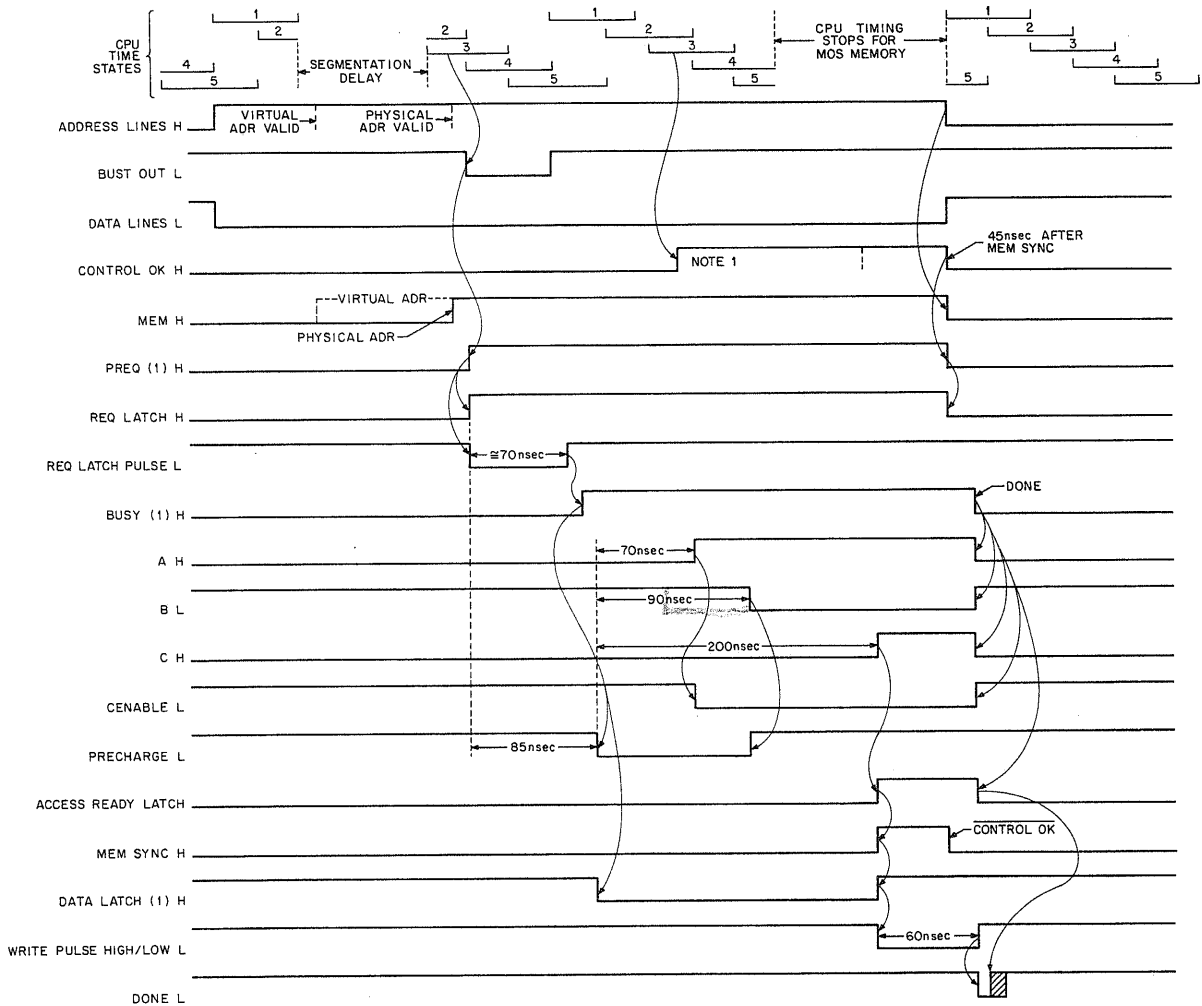 1
2
CPU
TIME
STATES
4
5
SEGMENTATION
DELAY
2
3
4
5
1
2
3
4
5
CPU TIMING
STOPS FOR
MOS MEMORY
1
2
3
4
5
5
ADDRESS LINES H
VIRTUAL
ADR VALID
PHYSICAL
ADR VALID
BUST OUT L
DATA LINES L
CONTROL OK H
NOTE 1
45nsec AFTER
MEM SYNC
MEM H
VIRTUAL ADR
PHYSICAL ADR
PREQ (1) H
REQ LATCH H
REQ LATCH PULSE L
≅70nsec
BUSY (1) H
DONE
A H
70nsec
B L
90nsec
C H
200nsec
CENABLE L
PRECHARGE L
85nsec
ACCESS READY LATCH
MEM SYNC H
CONTROL OK
DATA LATCH (1) H
WRITE PULSE HIGH/LOW L
60nsec
DONE L